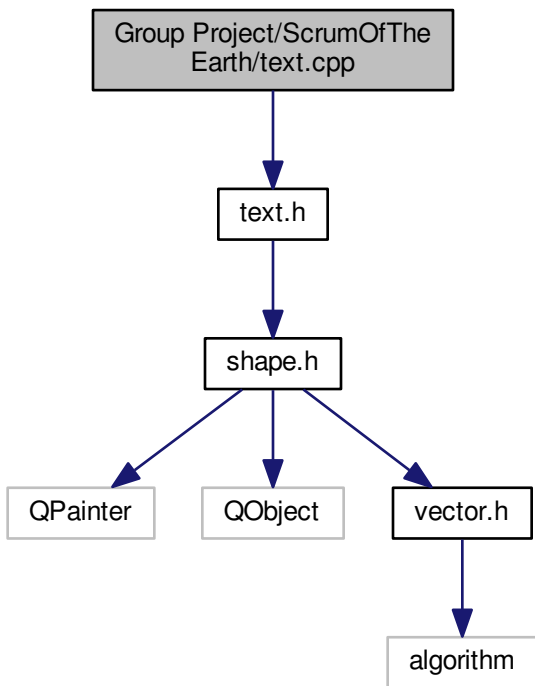 Group Project/ScrumOfThe
Earth/text.cpp
text.h
shape.h
QPainter
QObject
vector.h
algorithm